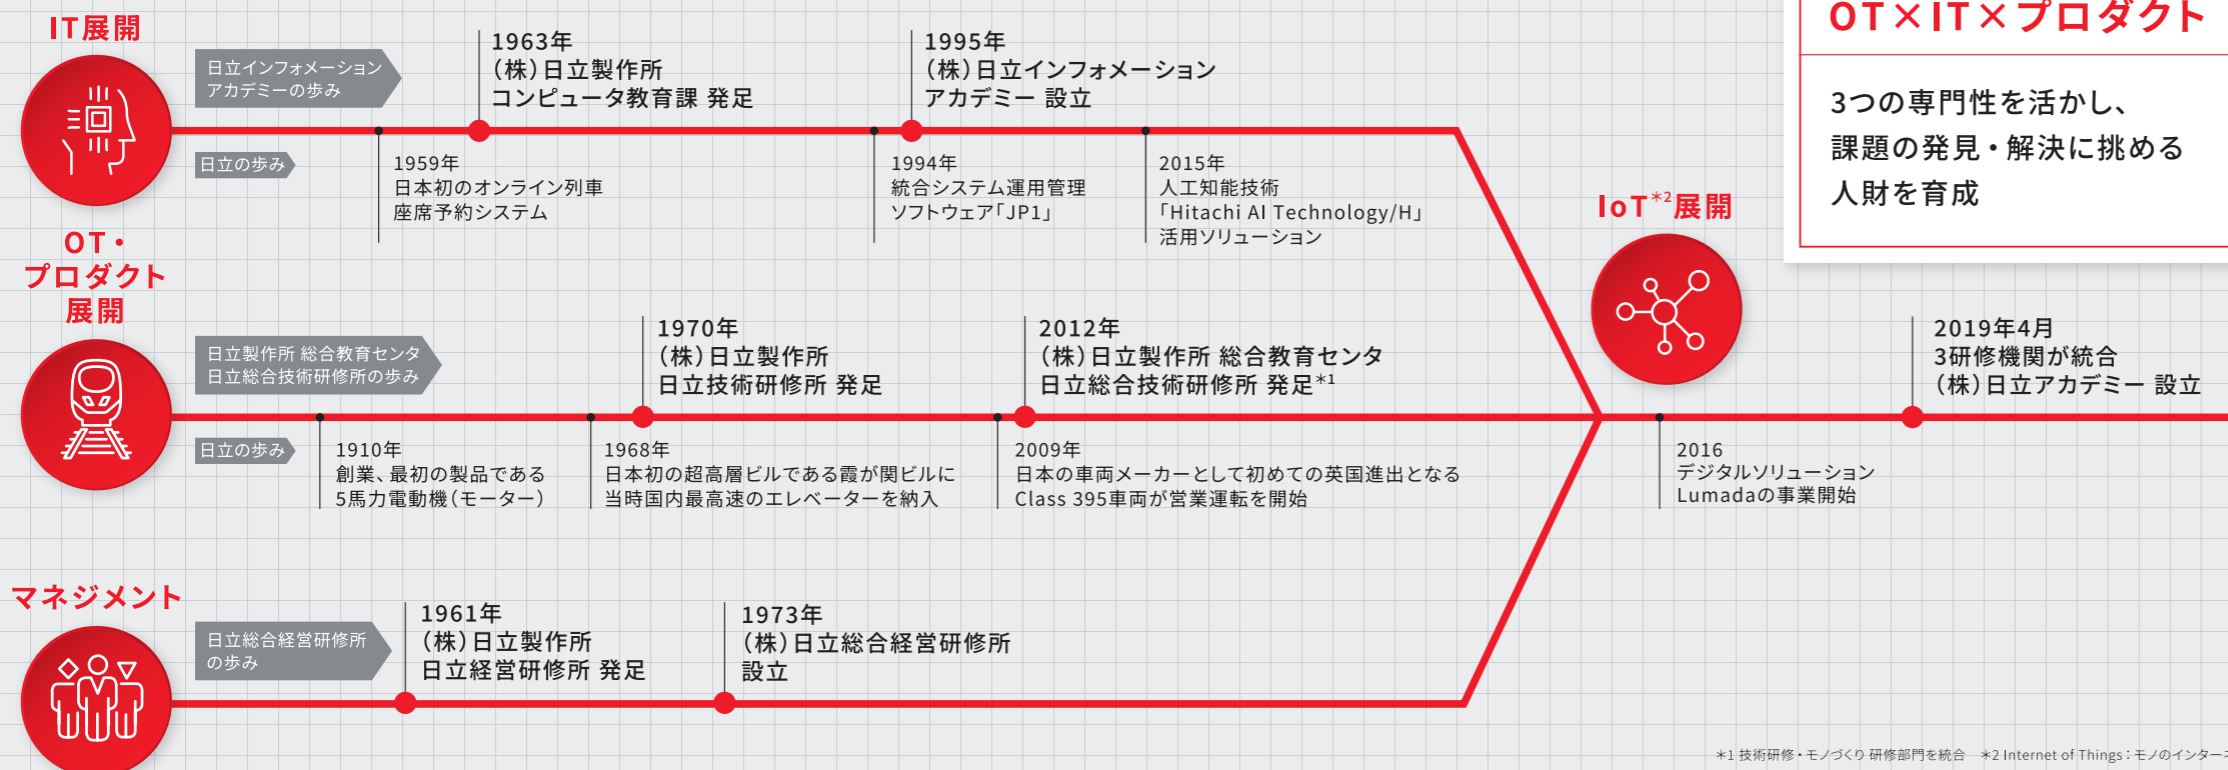 IT展開
日立インフォメーション
アカデミーの歩み
1963年
（株）日立製作所
コンピュータ教育課 発足
1995年
（株）日立インフォメーション
アカデミー 設立
日立の歩み
1959年
日本初のオンライン列車
座席予約システム
1994年
統合システム運用管理
ソフトウェア「JP1」
2015年
人工知能技術
「Hitachi AI Technology/H」
活用ソリューション
OT×IT×プロダクト
3つの専門性を活かし、
課題の発見・解決に挑める
人財を育成
IoT*2展開
OT・
プロダクト
展開
日立製作所 総合教育センタ
日立総合技術研修所の歩み
1970年
（株）日立製作所
日立技術研修所 発足
2012年
（株）日立製作所 総合教育センタ
日立総合技術研修所 発足*1
2019年4月
3研修機関が統合
（株）日立アカデミー 設立
日立の歩み
1910年
創業、最初の製品である
5馬力電動機（モーター）
1968年
日本初の超高層ビルである霞が関ビルに
当時国内最高速のエレベーターを納入
2009年
日本の車両メーカーとして初めての英国進出となる
Class 395車両が営業運転を開始
2016
デジタルソリューション
Lumadaの事業開始
マネジメント
日立総合経営研修所
の歩み
1961年
（株）日立製作所
日立経営研修所 発足
1973年
（株）日立総合経営研修所
設立
*1 技術研修・モノづくり 研修部門を統合　*2 Internet of Things：モノのインター